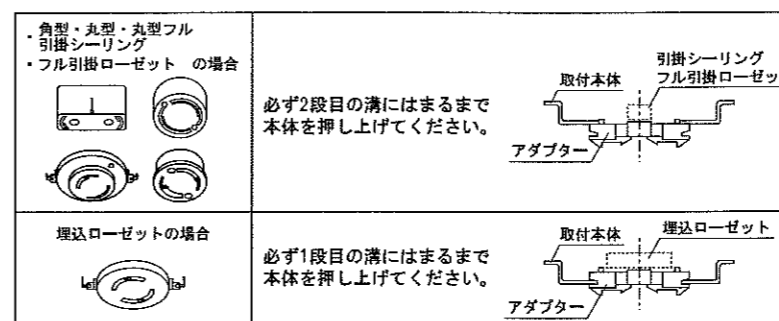 ・角型・丸型・丸型フル
引掛シーリング
・フル引掛ローゼット の場合
必ず2段目の溝にはまるまで
本体を押し上げてください。
引掛シーリング
フル引掛ローゼッ
取付本体
アダプター
埋込ローゼットの場合
必ず1段目の溝にはまるまで
本体を押し上げてください。
取付本体
埋込ローゼット
アダプター